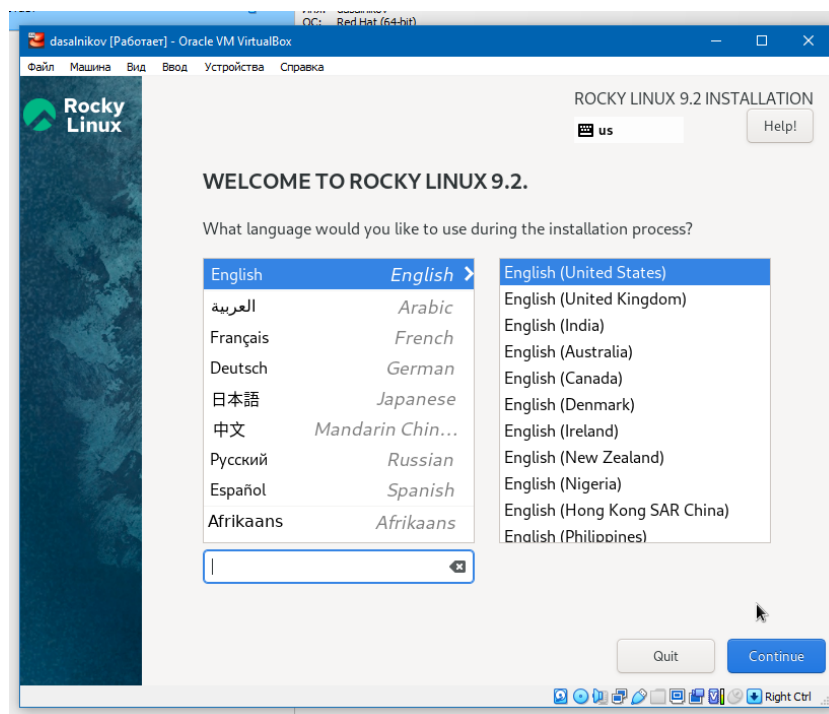 ОС: Red Hat (64-bit)
dasalnikov [Работает] - Oracle VM VirtualBox
Файл Машина Вид Ввод Устройства Справка
Rocky
Linux
ROCKY LINUX 9.2 INSTALLATION
us
Help!
WELCOME TO ROCKY LINUX 9.2.
What language would you like to use during the installation process?
English English
العربية Arabic
Français French
Deutsch German
日本語 Japanese
中文 Mandarin Chin...
Русский Russian
Español Spanish
Afrikaans Afrikaans
English (United States)
English (United Kingdom)
English (India)
English (Australia)
English (Canada)
English (Denmark)
English (Ireland)
English (New Zealand)
English (Nigeria)
English (Hong Kong SAR China)
English (Philippines)
Quit
Continue
Right Ctrl